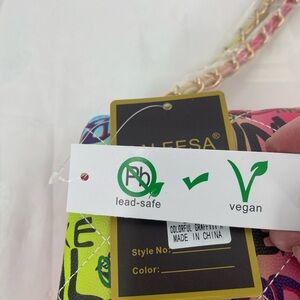 LEESA®
Pb
lead-safe
vegan
COLORFUL GRAFFITI
MADE IN CHINA
Style No:
Color: